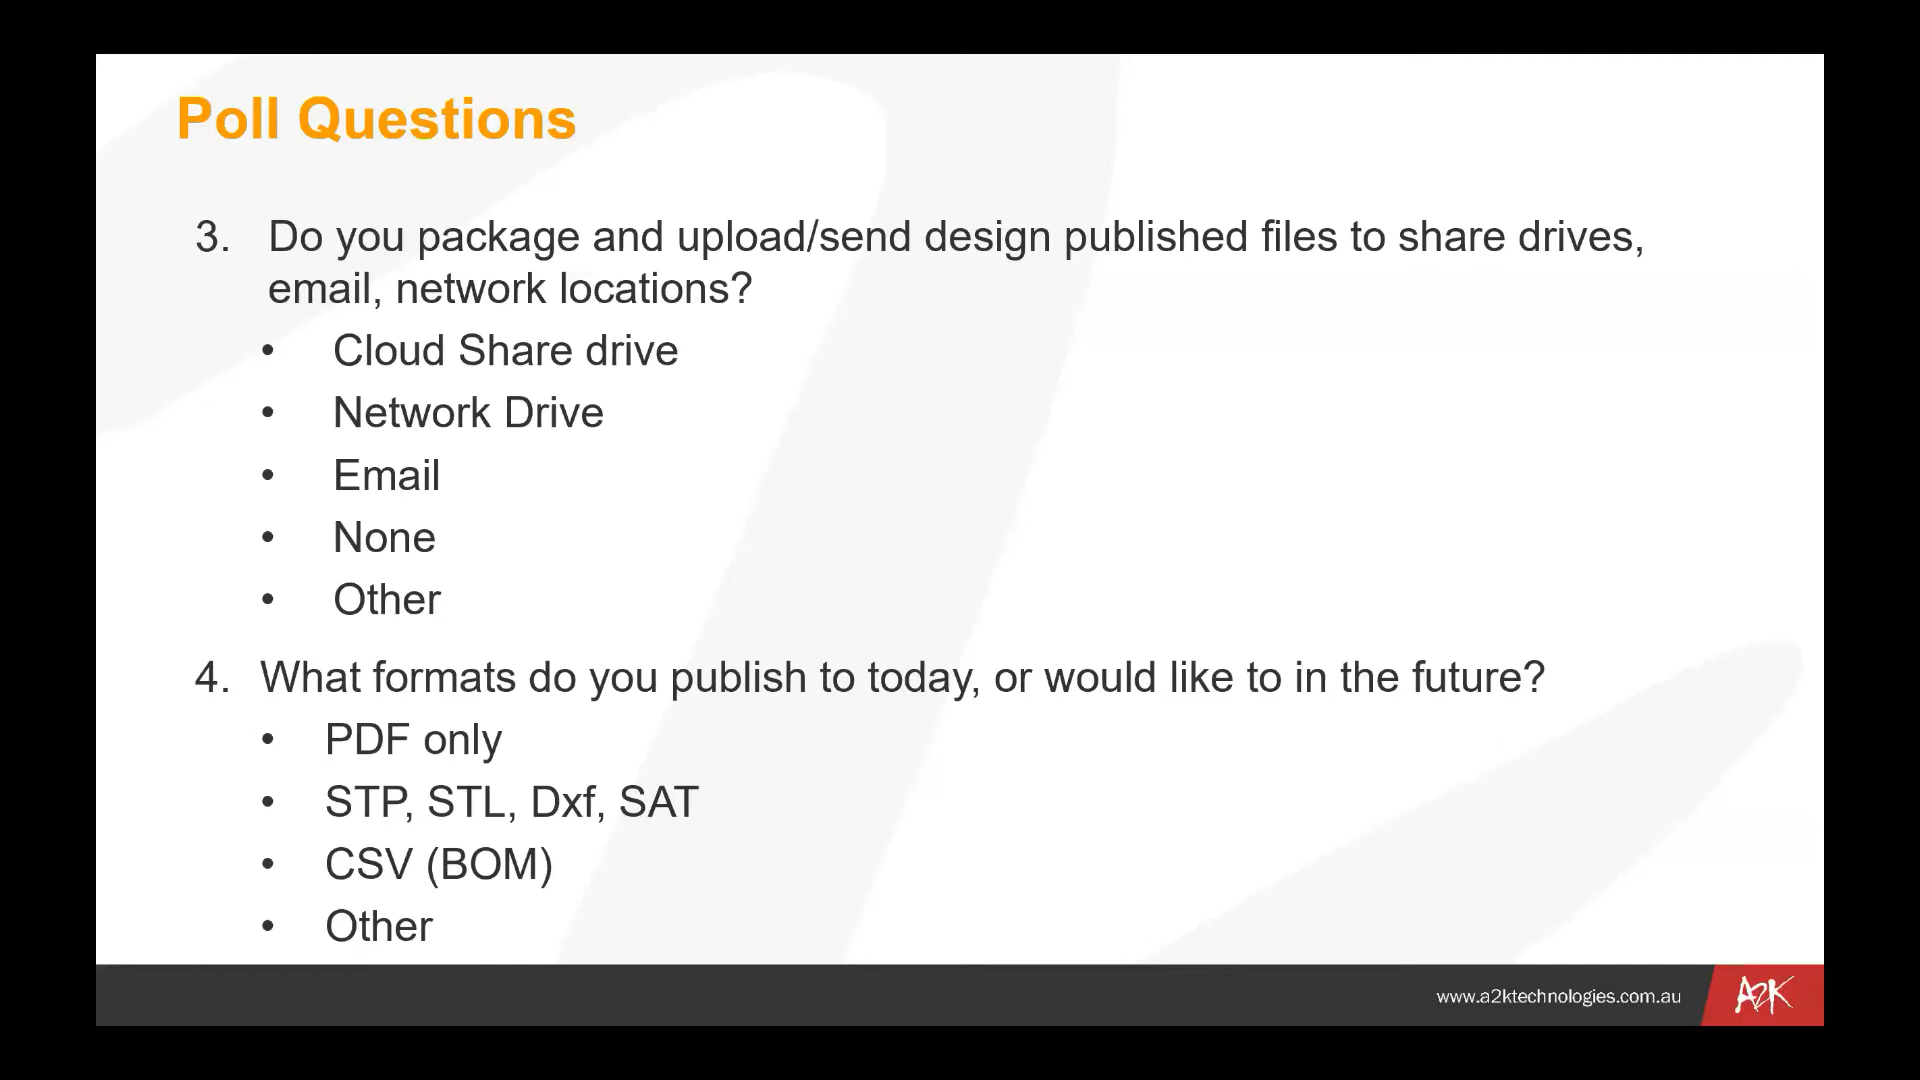 Poll Questions
3. Do you package and upload/send design published files to share drives,
email, network locations?
• Cloud Share drive
• Network Drive
• Email
• None
• Other
4. What formats do you publish to today, or would like to in the future?
• PDF only
• STP, STL, Dxf, SAT
• CSV (BOM)
• Other
www.a2ktechnologies.com.au
A2K